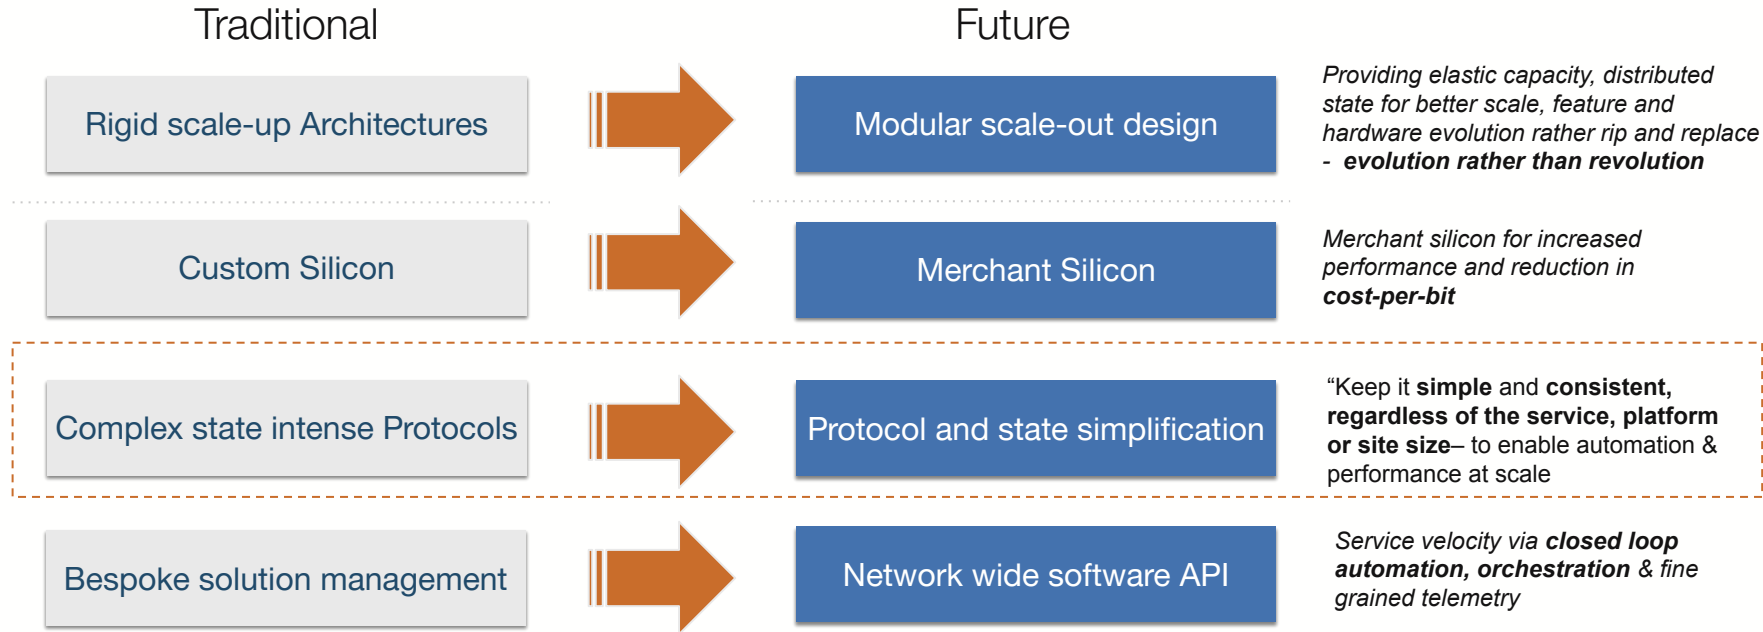 Traditional
Future
Rigid scale-up Architectures
Modular scale-out design
Providing elastic capacity, distributed
state for better scale, feature and
hardware evolution rather rip and replace
- evolution rather than revolution
Custom Silicon
Merchant Silicon
Merchant silicon for increased
performance and reduction in
cost-per-bit
Complex state intense Protocols
Protocol and state simplification
“Keep it simple and consistent,
regardless of the service, platform
or site size– to enable automation &
performance at scale
Bespoke solution management
Network wide software API
Service velocity via closed loop
automation, orchestration & fine
grained telemetry